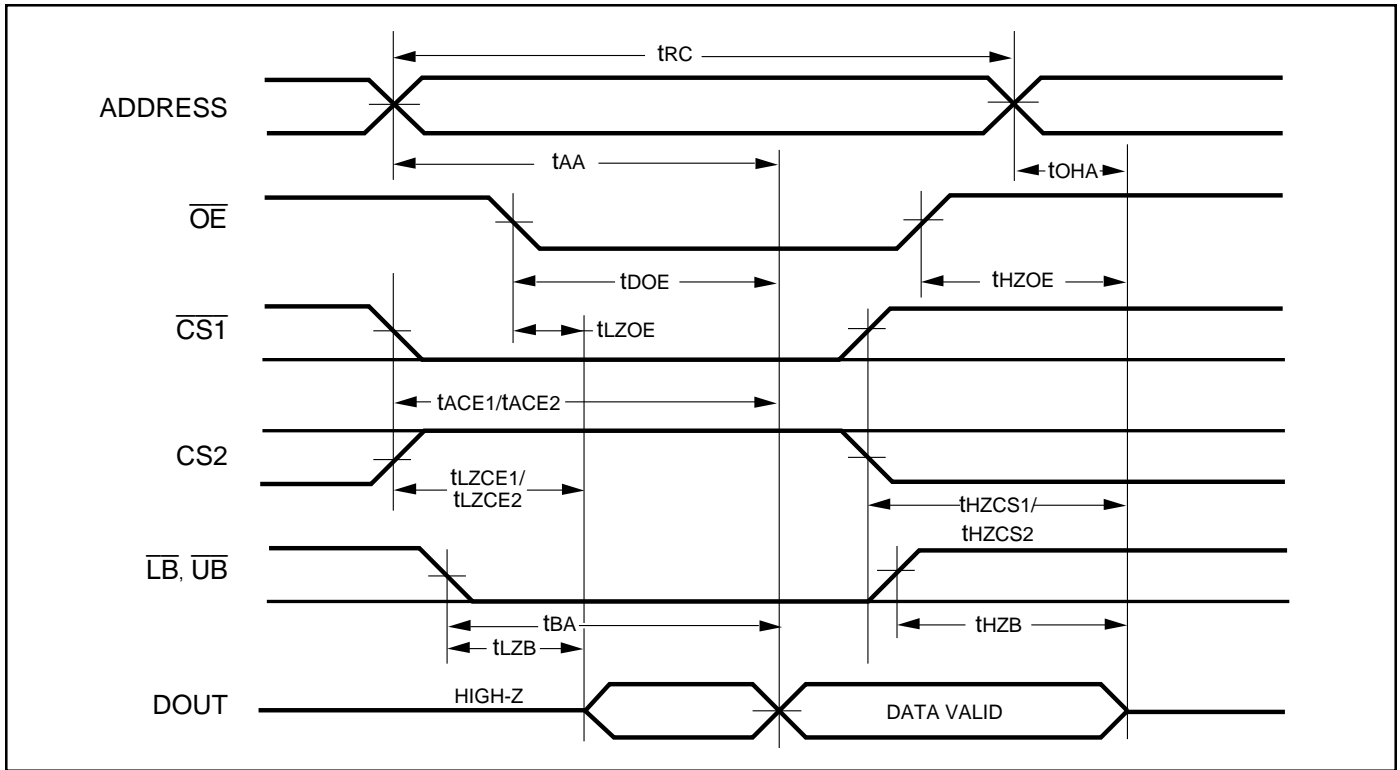 tRC
ADDRESS
tAA
tOHA
OE
tDOE
tHZOE
CS1
tLZOE
tACE1/tACE2
CS2
tLZCE1/
tLZCE2
tHZCS1/
tHZCS2
LB, UB
tBA
tHZB
tLZB
DOUT
HIGH-Z
DATA VALID